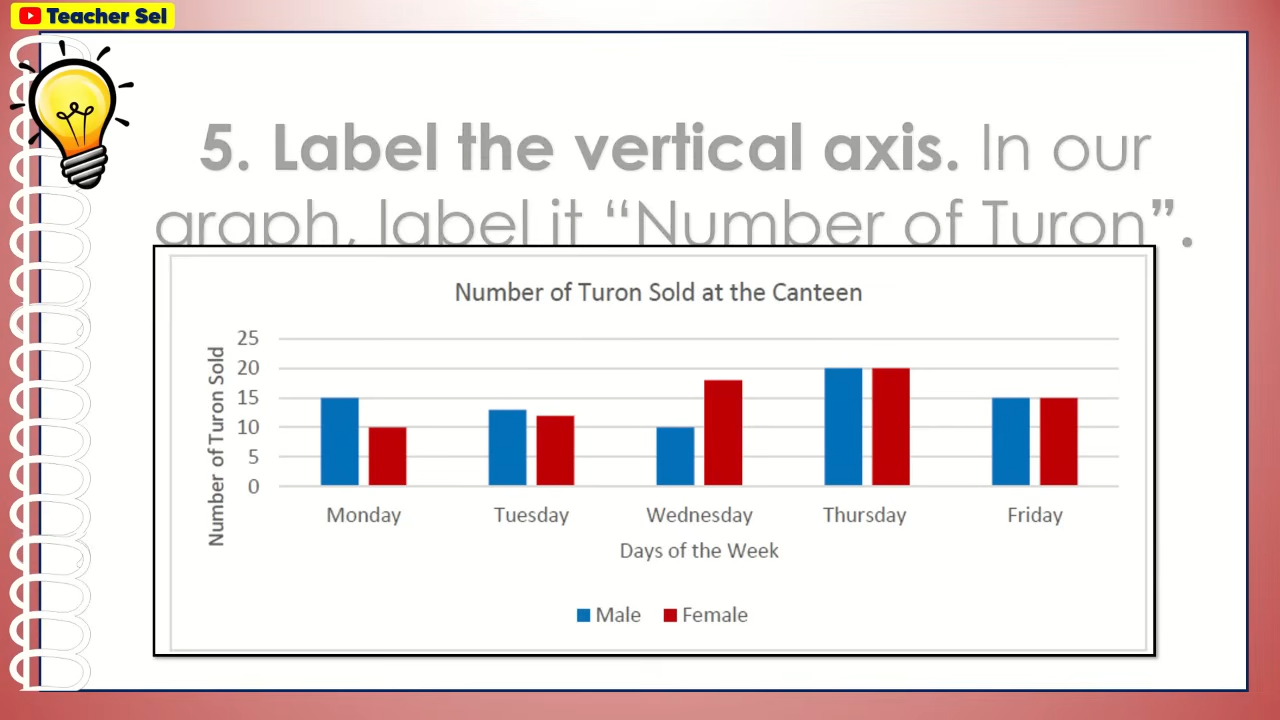 Teacher Sel
5. Label the vertical axis. In our
graph, label it “Number of Turon”.
Number of Turon Sold at the Canteen
Number of Turon Sold
25
20
15
10
5
0
Monday Tuesday Wednesday Thursday Friday
Days of the Week
Male Female